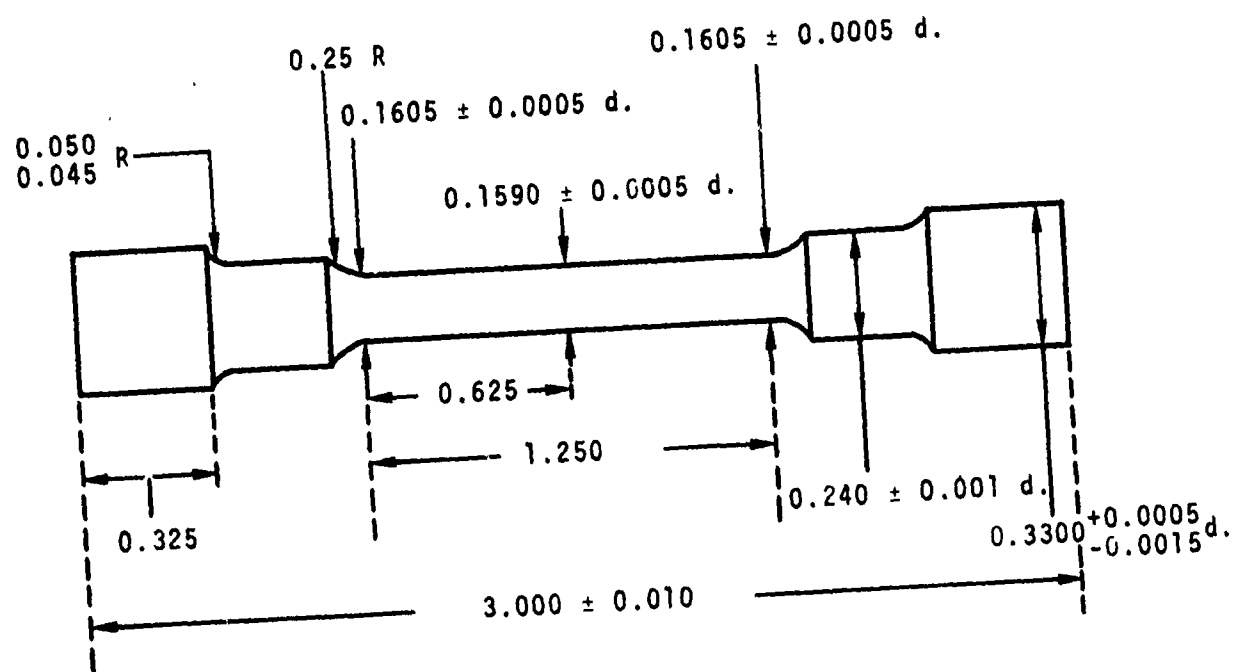 0.1605 ± 0.0005 d.
0.25 R
0.1605 ± 0.0005 d.
0.050
0.045 R
0.1590 ± 0.0005 d.
0.625
1.250
0.240 ± 0.001 d.
0.325
0.3300 +0.0005
-0.0015 d.
3.000 ± 0.010